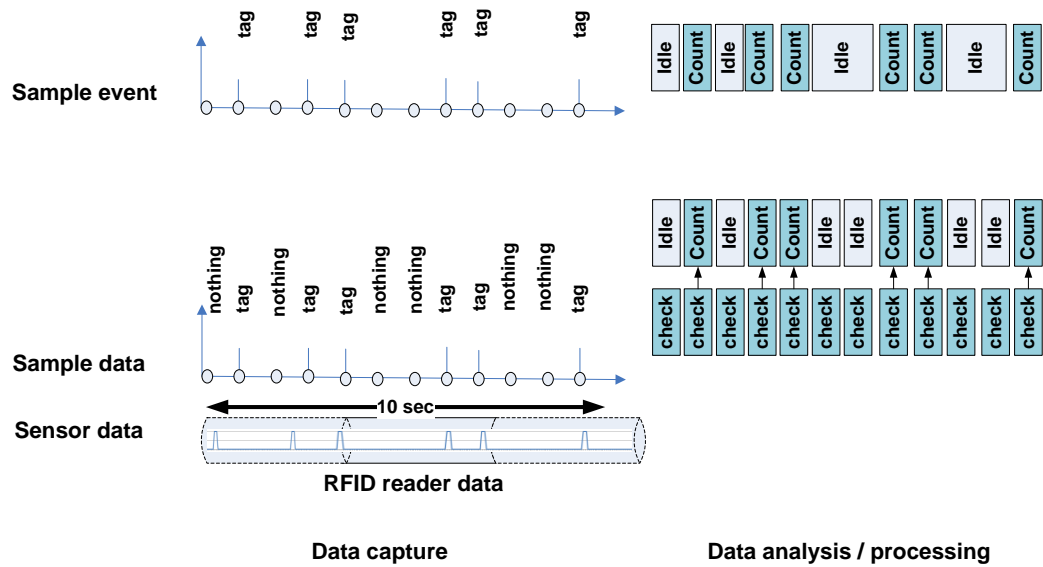 tag
tag
tag
tag
tag
tag
Idle
Count
Idle
Count
Count
Idle
Count
Count
Idle
Count
Sample event
nothing
tag
nothing
tag
tag
nothing
nothing
tag
tag
nothing
nothing
tag
Idle
Count
Idle
Count
Count
Idle
Idle
Count
Count
Idle
Idle
Count
check
check
check
check
check
check
check
check
check
check
check
check
Sample data
10 sec
Sensor data
RFID reader data
Data capture
Data analysis / processing